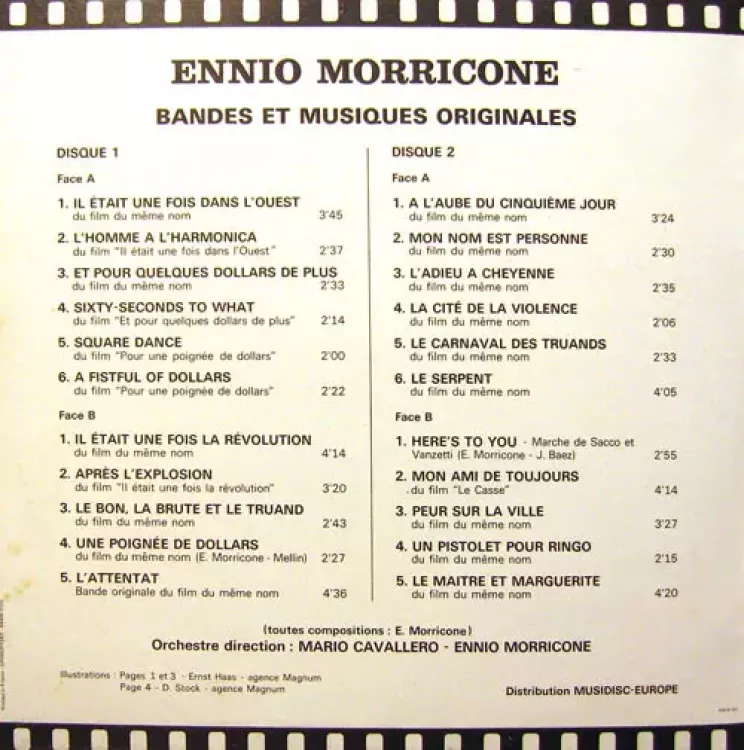 ENNIO MORRICONE
BANDES ET MUSIQUES ORIGINALES
DISQUE 1
Face A
1. IL ÉTAIT UNE FOIS DANS L'OUEST
du film du même nom 3'45
2. L'HOMME A L'HARMONICA
du film "Il était une fois dans l'Ouest" 2'37
3. ET POUR QUELQUES DOLLARS DE PLUS
du film du même nom 2'33
4. SIXTY-SECONDS TO WHAT
du film "Et pour quelques dollars de plus" 2'14
5. SQUARE DANCE
du film "Pour une poignée de dollars" 2'00
6. A FISTFUL OF DOLLARS
du film "Pour une poignée de dollars" 2'22
Face B
1. IL ÉTAIT UNE FOIS LA RÉVOLUTION
du film du même nom 4'14
2. APRÈS L'EXPLOSION
du film "Il était une fois la révolution" 3'20
3. LE BON, LA BRUTE ET LE TRUAND
du film du même nom 2'43
4. UNE POIGNÉE DE DOLLARS
du film du même nom (E. Morricone - Mellin) 2'27
5. L'ATTENTAT
Bande originale du film du même nom 4'36
DISQUE 2
Face A
1. A L'AUBE DU CINQUIÈME JOUR
du film du même nom 3'24
2. MON NOM EST PERSONNE
du film du même nom 2'30
3. L'ADIEU A CHEYENNE
du film du même nom 2'35
4. LA CITÉ DE LA VIOLENCE
du film du même nom 2'06
5. LE CARNAVAL DES TRUANDS
du film du même nom 2'33
6. LE SERPENT
du film du même nom 4'05
Face B
1. HERE'S TO YOU - Marche de Sacco et
Vanzetti (E. Morricone - J. Baez) 2'55
2. MON AMI DE TOUJOURS
du film "Le Casse" 4'14
3. PEUR SUR LA VILLE
du film du même nom 3'27
4. UN PISTOLET POUR RINGO
du film du même nom 2'15
5. LE MAITRE ET MARGUERITE
du film du même nom 4'20
(toutes compositions : E. Morricone)
Orchestre direction : MARIO CAVALLERO - ENNIO MORRICONE
Illustrations : Pages 1 et 3 - Ernst Haas - agence Magnum
Page 4 - D. Stock - agence Magnum
Distribution MUSIDISC-EUROPE